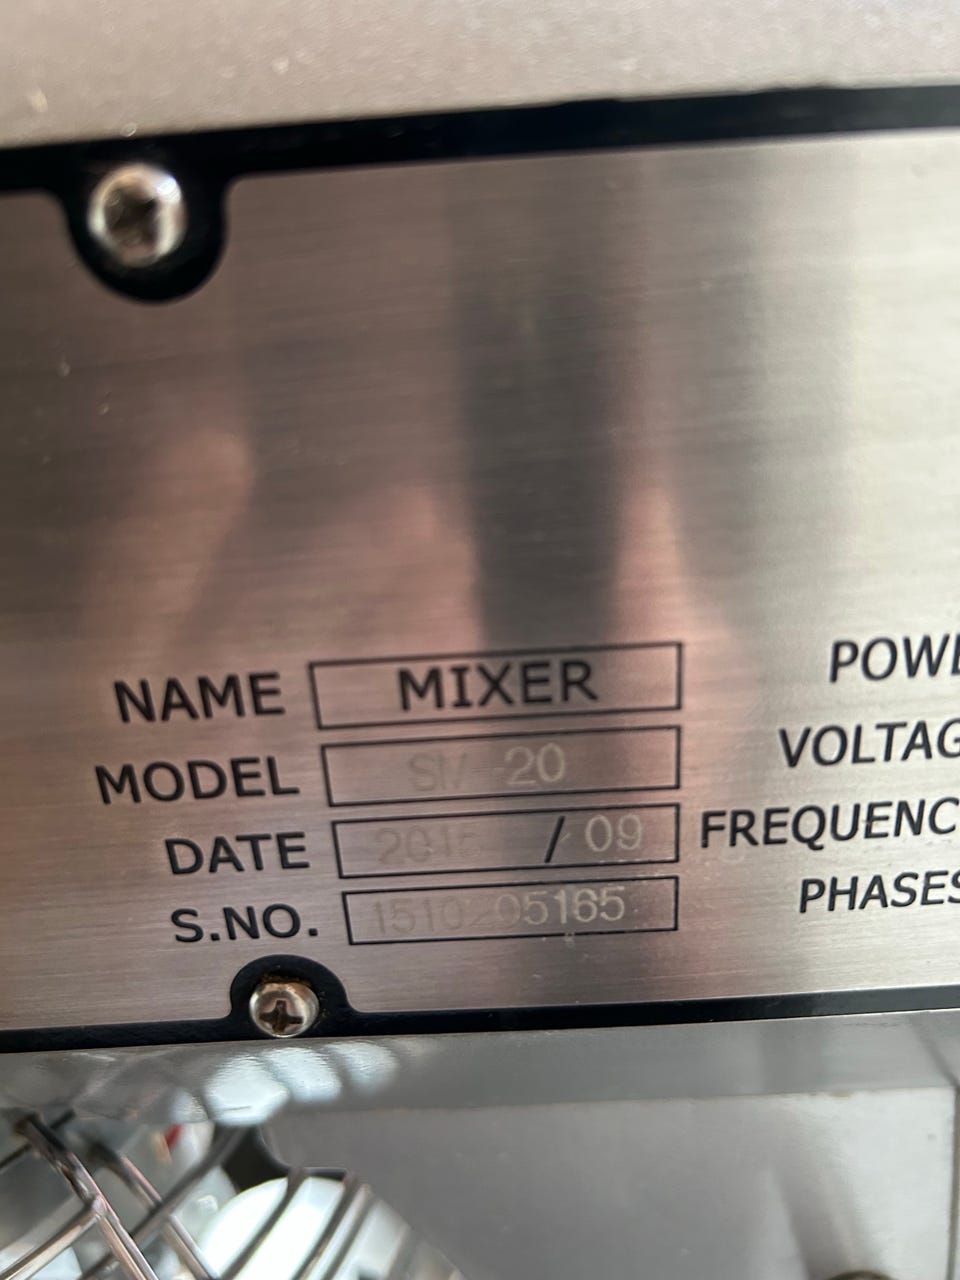 NAME MIXER POWE
MODEL 20 VOLTAG
DATE / 09 FREQUENC
S.NO. PHASES